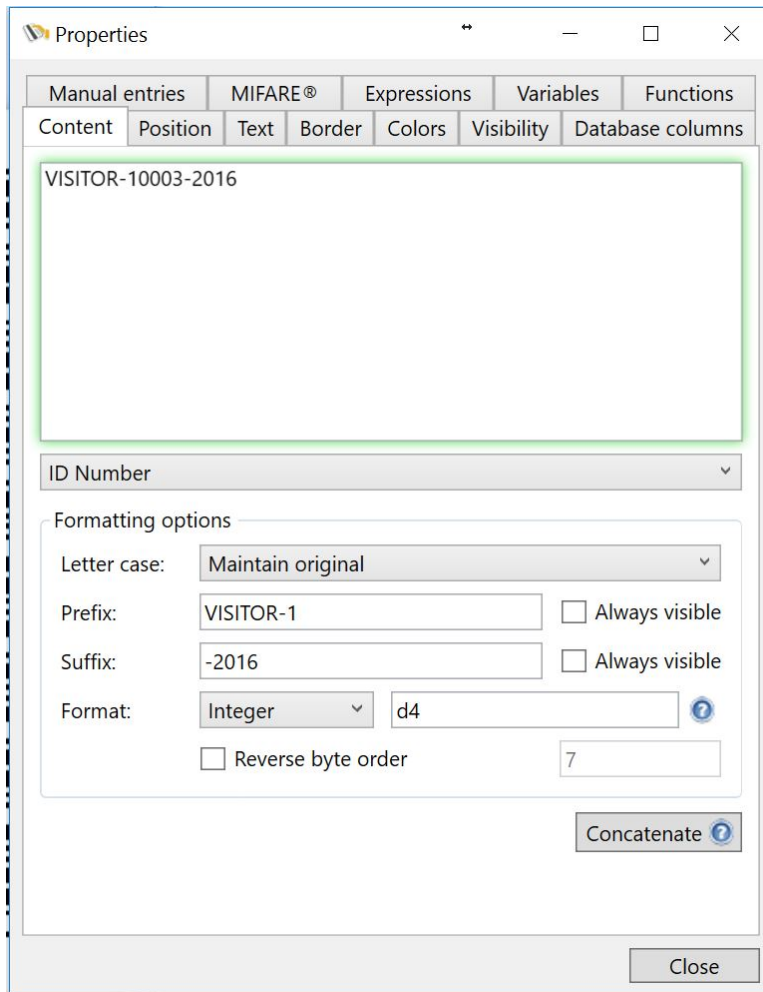 Properties
Manual entries MIFARE® Expressions Variables Functions
Content Position Text Border Colors Visibility Database columns
VISITOR-10003-2016
ID Number
Formatting options
Letter case: Maintain original
Prefix: VISITOR-1 Always visible
Suffix: -2016 Always visible
Format: Integer d4 ?
Reverse byte order 7
Concatenate ?
Close